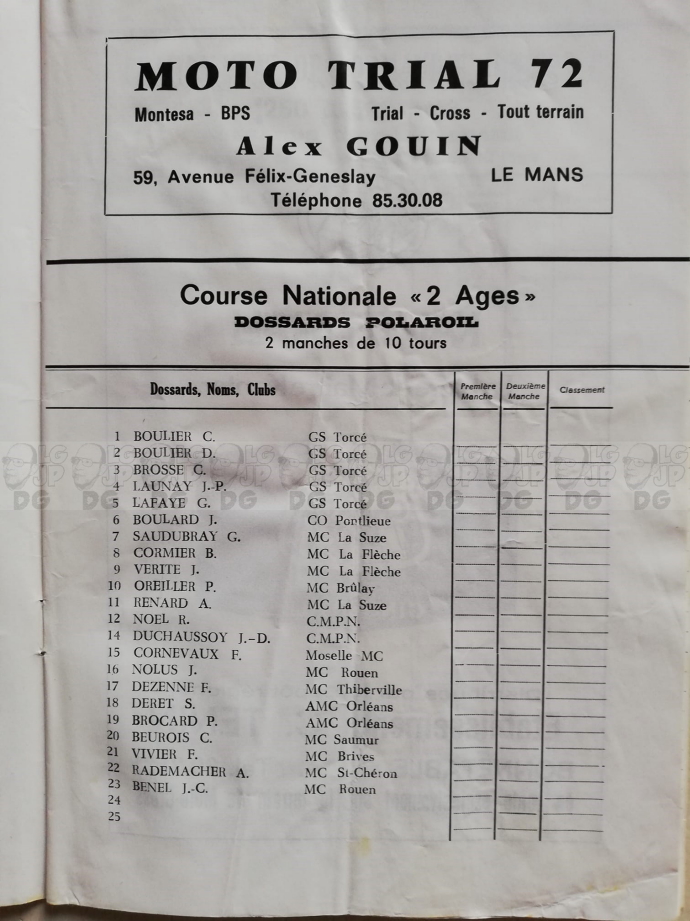 MOTO TRIAL 72
Montesa - BPS Trial - Cross - Tout terrain
Alex GOUIN
59, Avenue Félix-Geneslay LE MANS
Téléphone 85.30.08
Course Nationale « 2 Ages »
DOSSARDS POLAROIL
2 manches de 10 tours
Dossards, Noms, Clubs Première Manche Deuxième Manche Classement
1 BOULIER C. GS Torcé
2 BOULIER D. GS Torcé
3 BROSSE G. GS Torcé
4 LAUNAY J.-P. GS Torcé
5 LAFAYE G. GS Torcé
6 BOULARD J. CO Pontlieue
7 SAUDUBRAY G. MC La Suze
8 CORMIER B. MC La Flèche
9 VERITE J. MC La Flèche
10 OREILLER P. MC Brûlay
11 RENARD A. MC La Suze
12 NOEL R. C.M.P.N.
14 DUCHAUSSOY J.-D. C.M.P.N.
15 CORNEVAUX F. Moselle MC
16 NOLUS J. MC Rouen
17 DEZENNE F. MC Thiberville
18 DERET S. AMC Orléans
19 BROCARD P. AMC Orléans
20 BEUROIS C. MC Saumur
21 VIVIER F. MC Brives
22 RADEMACHER A. MC St-Chéron
23 BENEL J.-C. MC Rouen
24
25
LG JP DG